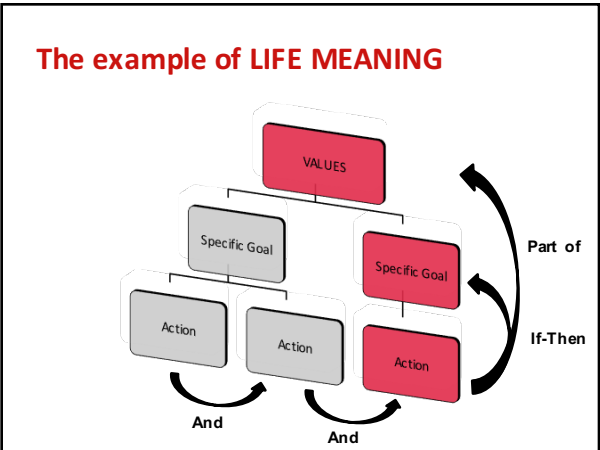 The example of LIFE MEANING
VALUES
Specific Goal
Specific Goal
Part of
Action
Action
Action
If-Then
And
And